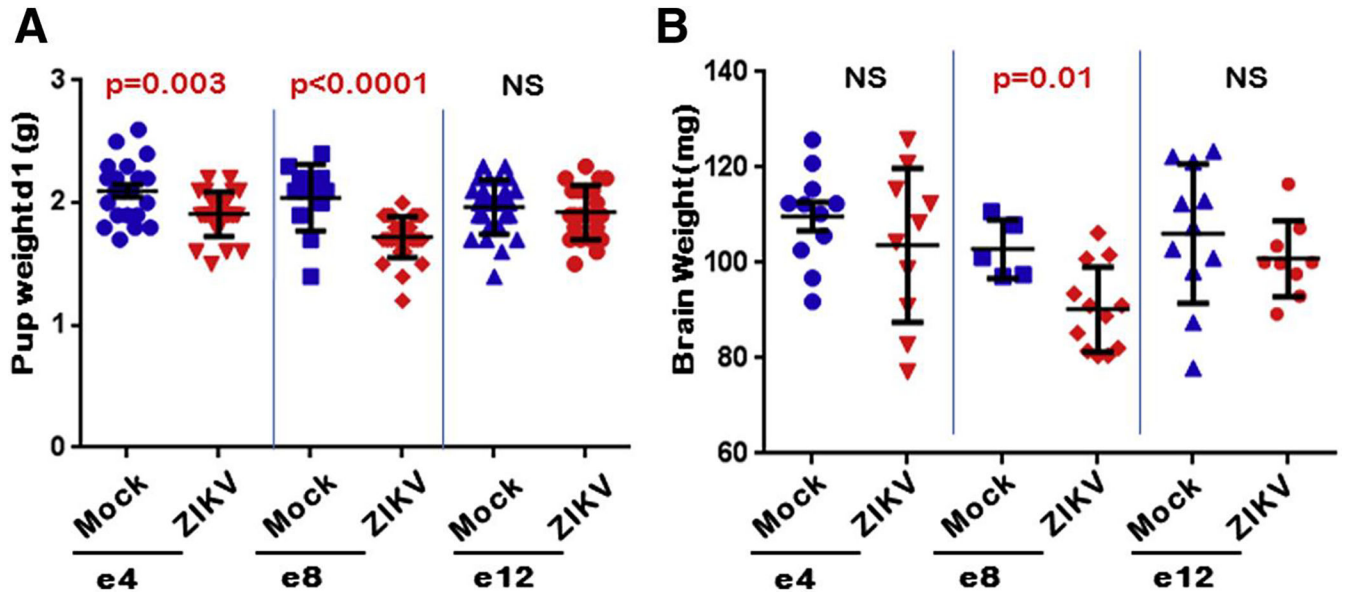 A
p=0.003 p<0.0001 NS
Pup weight d1 (g)
3
2
1
0
Mock ZIKV Mock ZIKV Mock ZIKV
e4 e8 e12
B
NS p=0.01 NS
Brain Weight(mg)
140
120
100
80
60
Mock ZIKV Mock ZIKV Mock ZIKV
e4 e8 e12